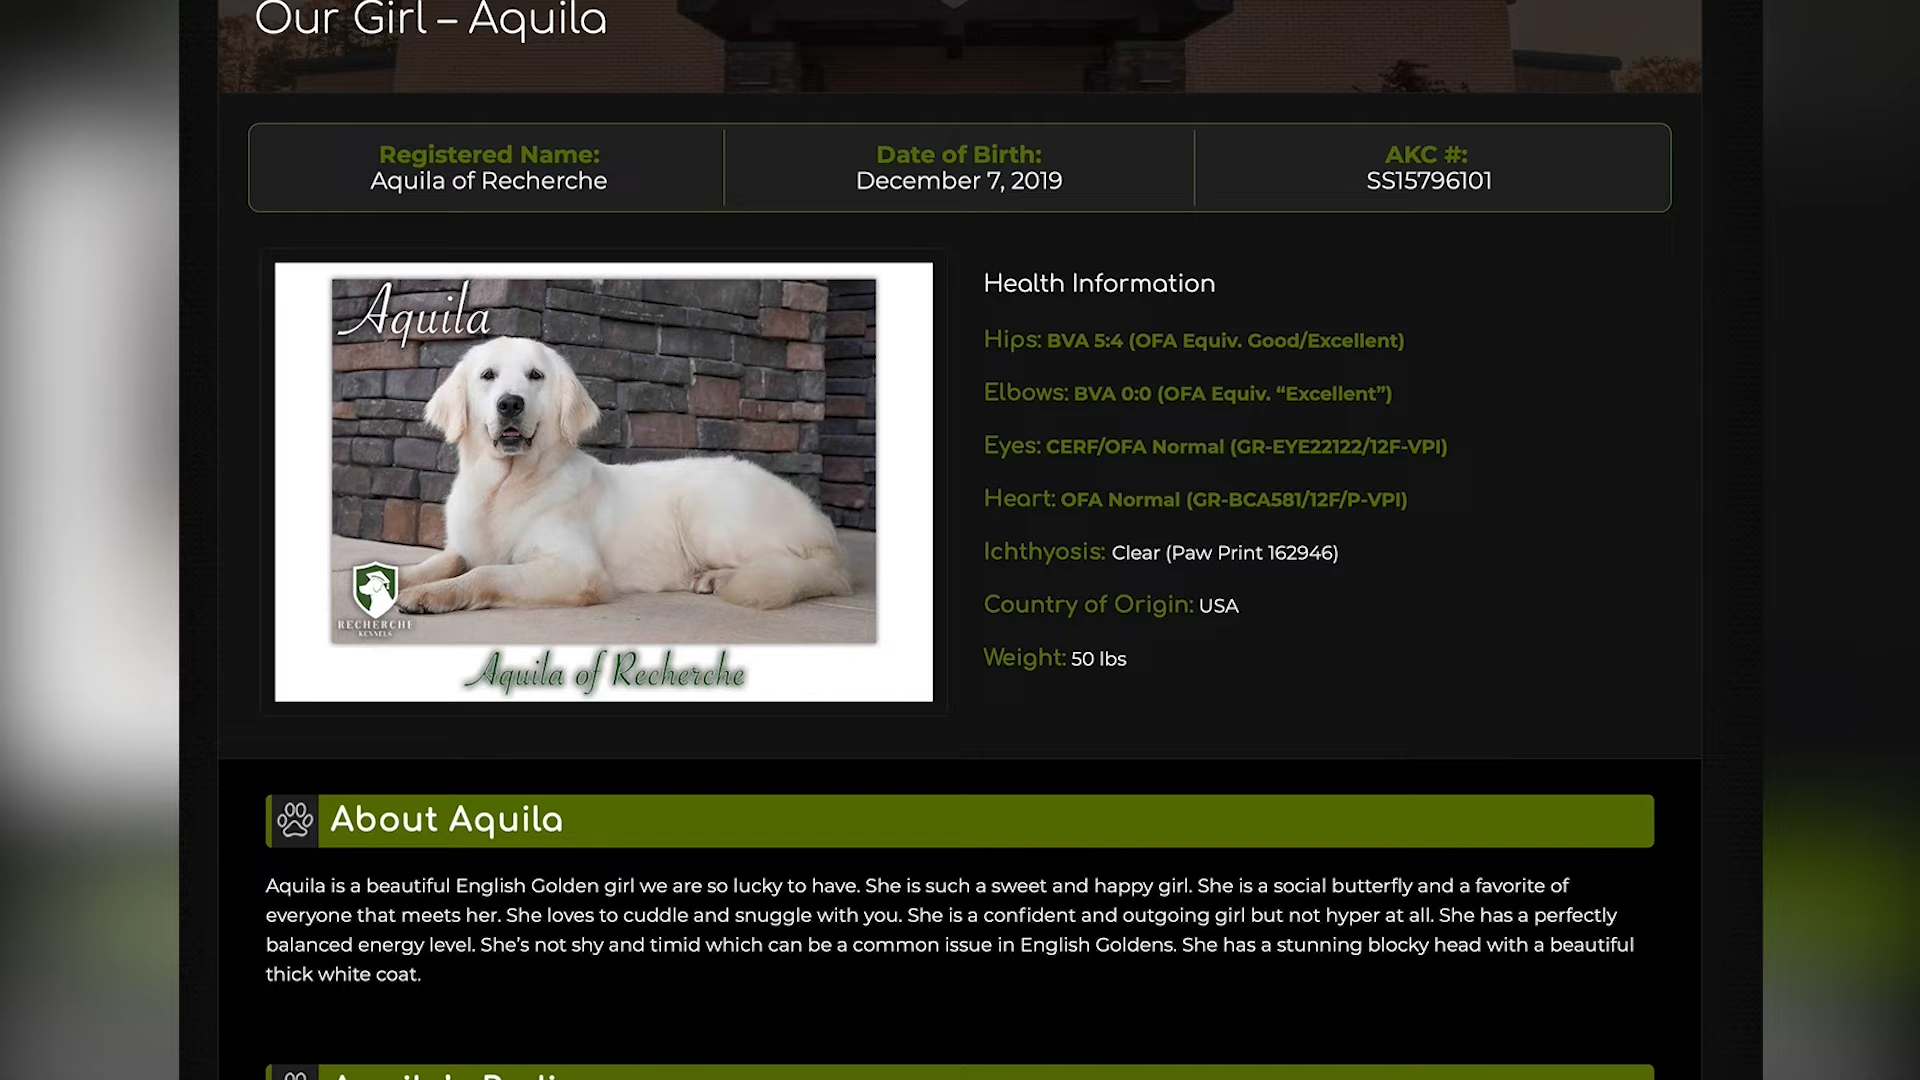 Our Girl – Aquila
Registered Name:
Aquila of Recherche
Date of Birth:
December 7, 2019
AKC #:
SS15796101
Aquila
RECHERCHE
KENNELS
Aquila of Recherche
Health Information
Hips: BVA 5:4 (OFA Equiv. Good/Excellent)
Elbows: BVA 0:0 (OFA Equiv. “Excellent”)
Eyes: CERF/OFA Normal (GR-EYE22122/12F-VPI)
Heart: OFA Normal (GR-BCA581/12F/P-VPI)
Ichthyosis: Clear (Paw Print 162946)
Country of Origin: USA
Weight: 50 lbs
About Aquila
Aquila is a beautiful English Golden girl we are so lucky to have. She is such a sweet and happy girl. She is a social butterfly and a favorite of
everyone that meets her. She loves to cuddle and snuggle with you. She is a confident and outgoing girl but not hyper at all. She has a perfectly
balanced energy level. She’s not shy and timid which can be a common issue in English Goldens. She has a stunning blocky head with a beautiful
thick white coat.